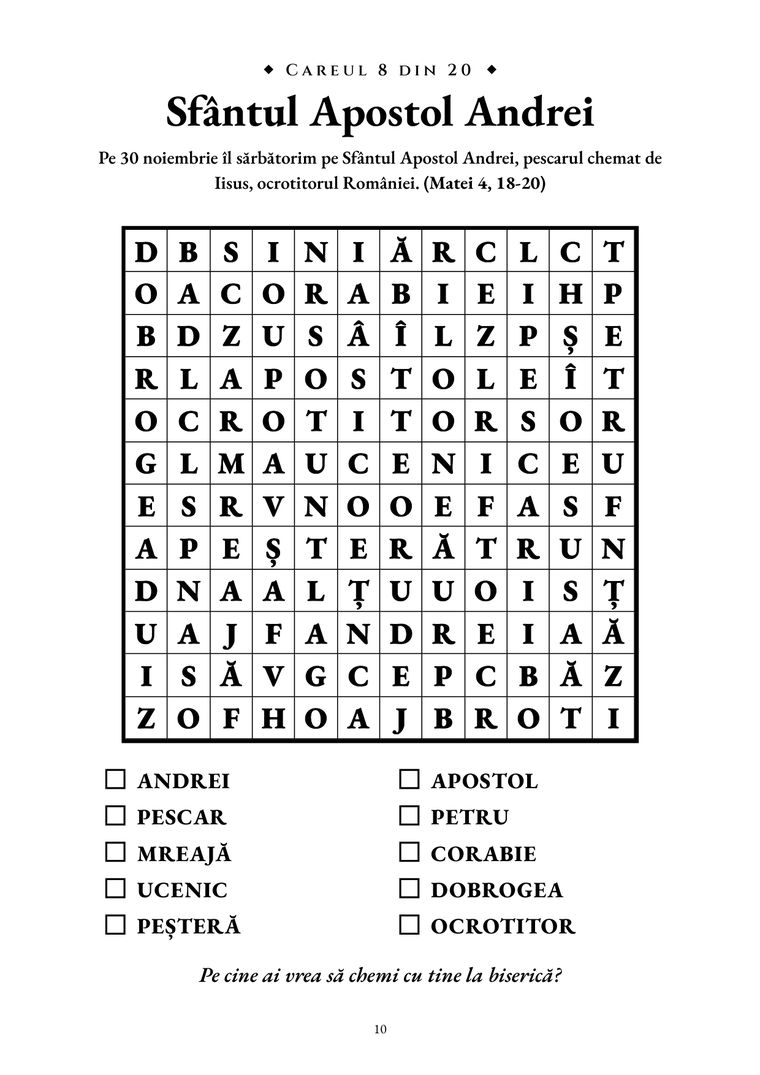 ◆ Careul 8 din 20 ◆
Sfântul Apostol Andrei
Pe 30 noiembrie îl sărbătorim pe Sfântul Apostol Andrei, pescarul chemat de
Iisus, ocrotitorul României. (Matei 4, 18-20)
D B S I N I Ă R C L C T
O A C O R A B I E I H P
B D Z U S Â Î L Z P Ș E
R L A P O S T O L E Î T
O C R O T I T O R S O R
G L M A U C E N I C E U
E S R V N O O E F A S F
A P E Ș T E R Ă T R U N
D N A A L Ț U U O I S Ț
U A J F A N D R E I A Ă
I S Ă V G C E P C B Ă Z
Z O F H O A J B R O T I
☐ ANDREI ☐ APOSTOL
☐ PESCAR ☐ PETRU
☐ MREAJĂ ☐ CORABIE
☐ UCENIC ☐ DOBROGEA
☐ PEȘTERĂ ☐ OCROTITOR
Pe cine ai vrea să chemi cu tine la biserică?
10